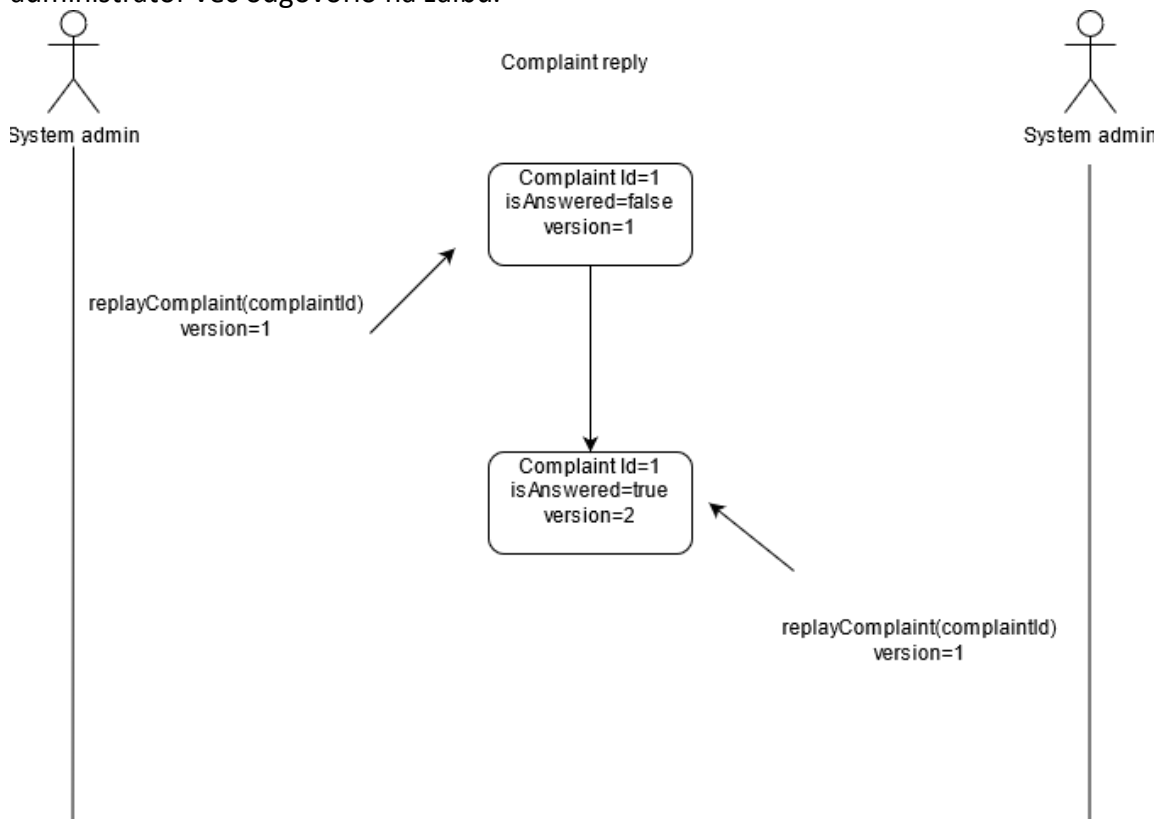 administrator već odgovorio na žalbu.
Complaint reply
System admin
System admin
Complaint Id=1
isAnswered=false
version=1
replayComplaint(complaintId)
version=1
Complaint Id=1
isAnswered=true
version=2
replayComplaint(complaintId)
version=1